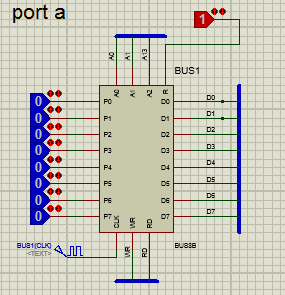 port a
1
A0
A1
A13
BUS1
A0
A1
A2
R
0 P0 D0 D0
0 P1 D1 D1
0 P2 D2 D2
0 P3 D3 D3
0 P4 D4 D4
0 P5 D5 D5
0 P6 D6 D6
0 P7 D7 D7
CLK
WR
RD
BUS8B
BUS1(CLK)
<TEXT>
WR
RD